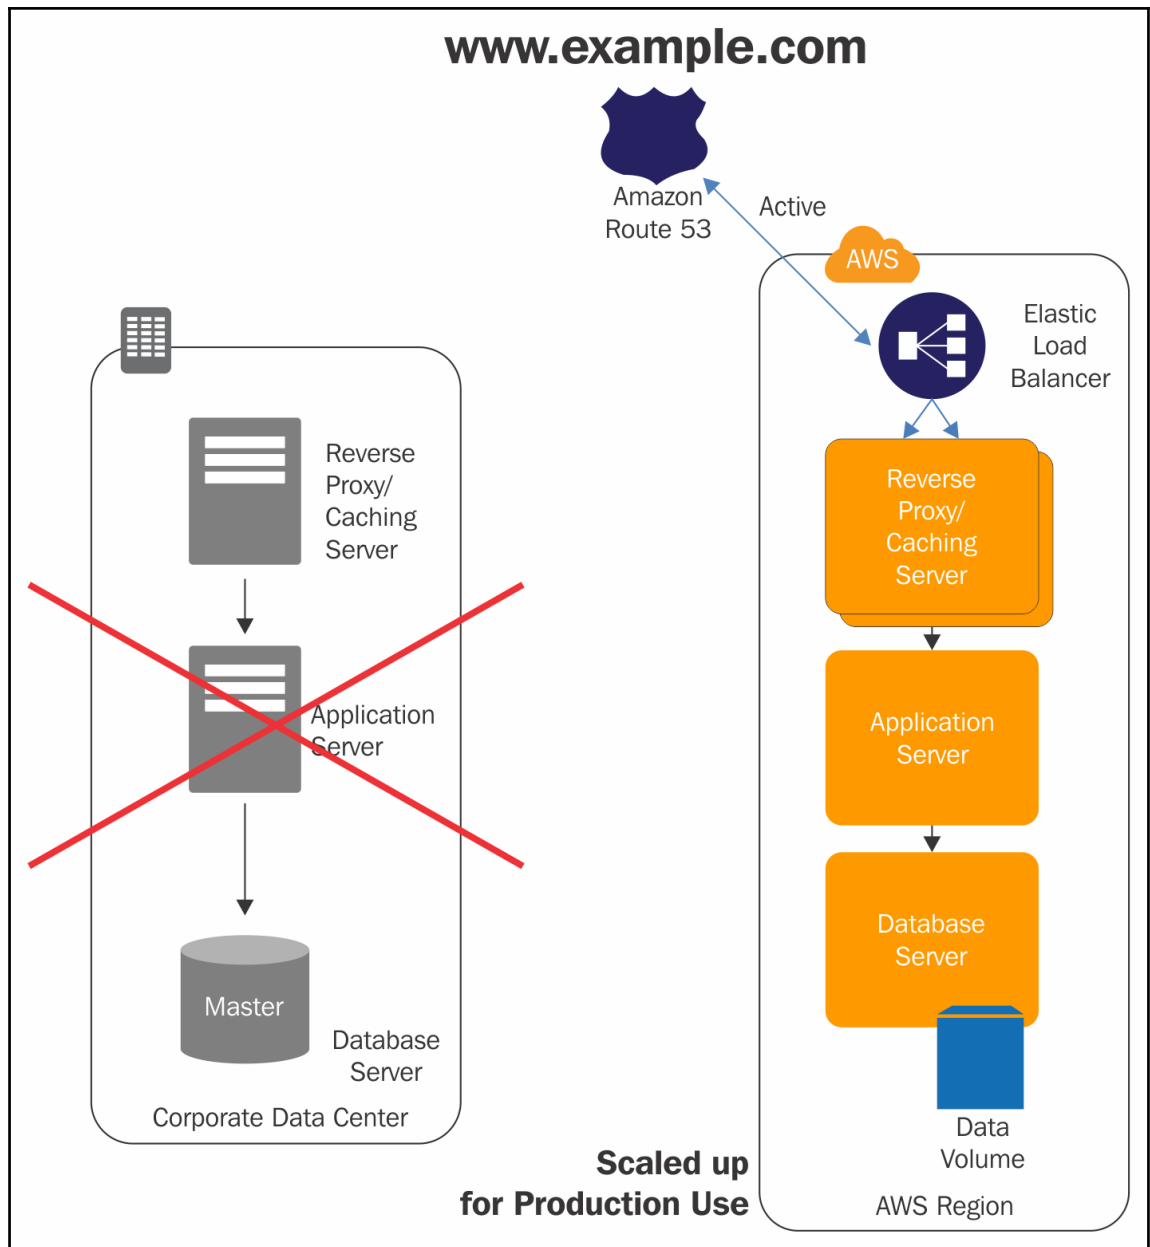 www.example.com
Amazon
Route 53
Active
AWS
Elastic
Load
Balancer
Reverse
Proxy/
Caching
Server
Application
Server
Master
Database
Server
Corporate Data Center
Reverse
Proxy/
Caching
Server
Application
Server
Database
Server
Data
Volume
AWS Region
Scaled up
for Production Use